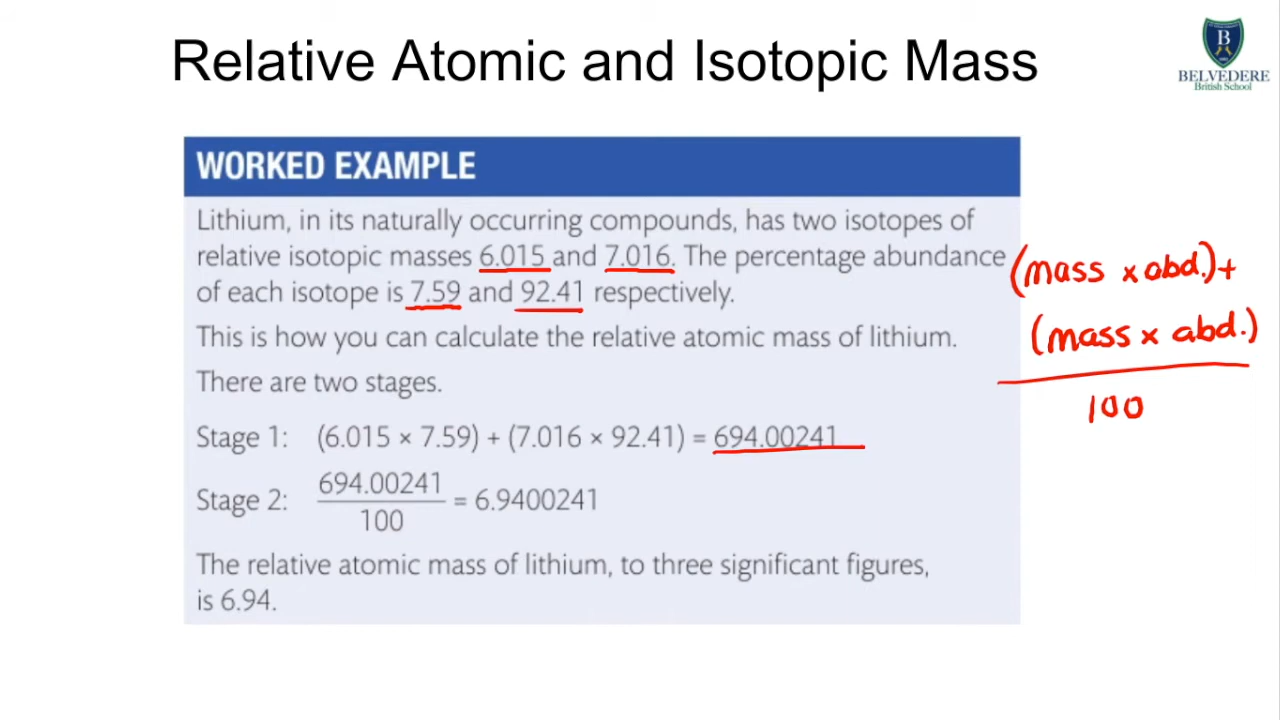 Relative Atomic and Isotopic Mass
B
BELVEDERE
British School
WORKED EXAMPLE
Lithium, in its naturally occurring compounds, has two isotopes of
relative isotopic masses 6.015 and 7.016. The percentage abundance
of each isotope is 7.59 and 92.41 respectively.
This is how you can calculate the relative atomic mass of lithium.
There are two stages.
Stage 1: (6.015 × 7.59) + (7.016 × 92.41) = 694.00241
Stage 2: 694.00241
100
= 6.9400241
The relative atomic mass of lithium, to three significant figures,
is 6.94.
(mass x abd.) +
(mass x abd.)
100